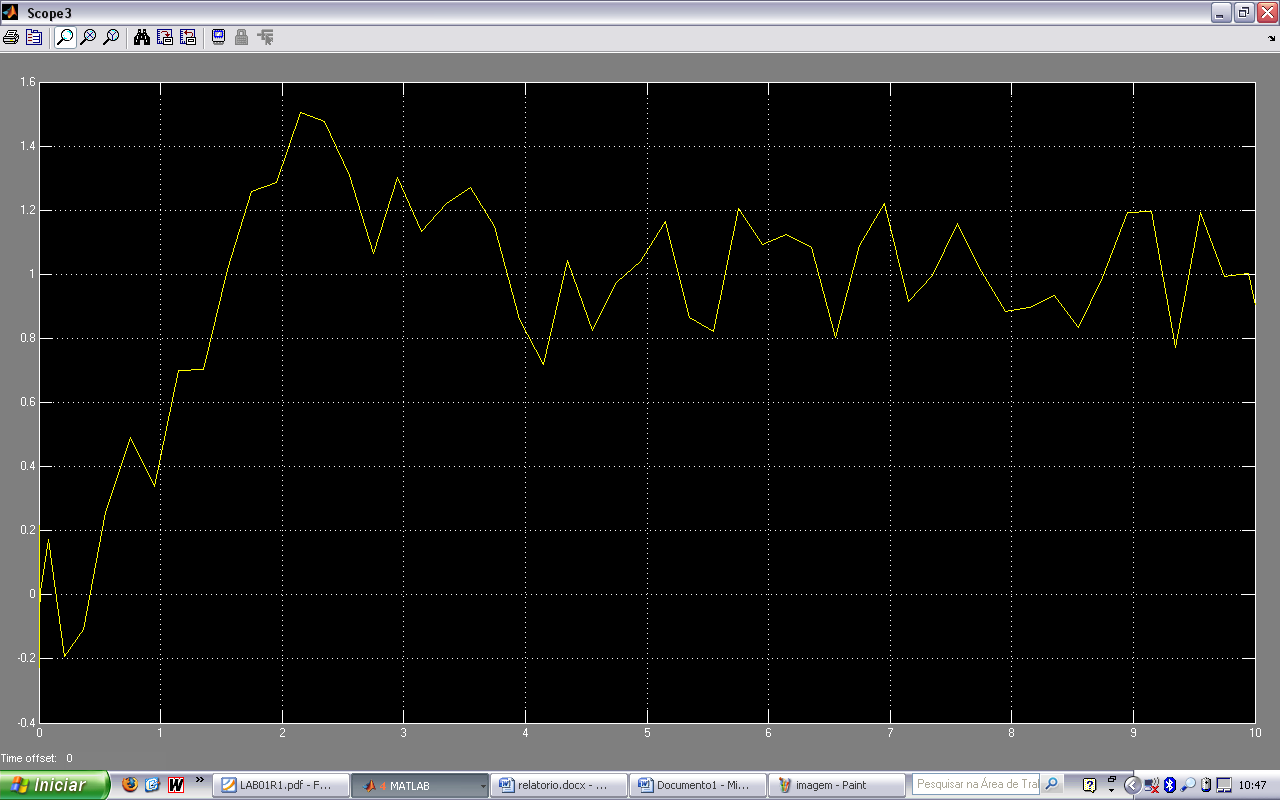 Scope3
1.6
1.4
1.2
1
0.8
0.6
0.4
0.2
0
-0.2
-0.4
0 1 2 3 4 5 6 7 8 9 10
Time offset: 0
Iniciar » LAB01R1.pdf - F... 4 MATLAB relatorio.docx - ... Documento1 - Mi... imagem - Paint Pesquisar na Área de Tra 10:47